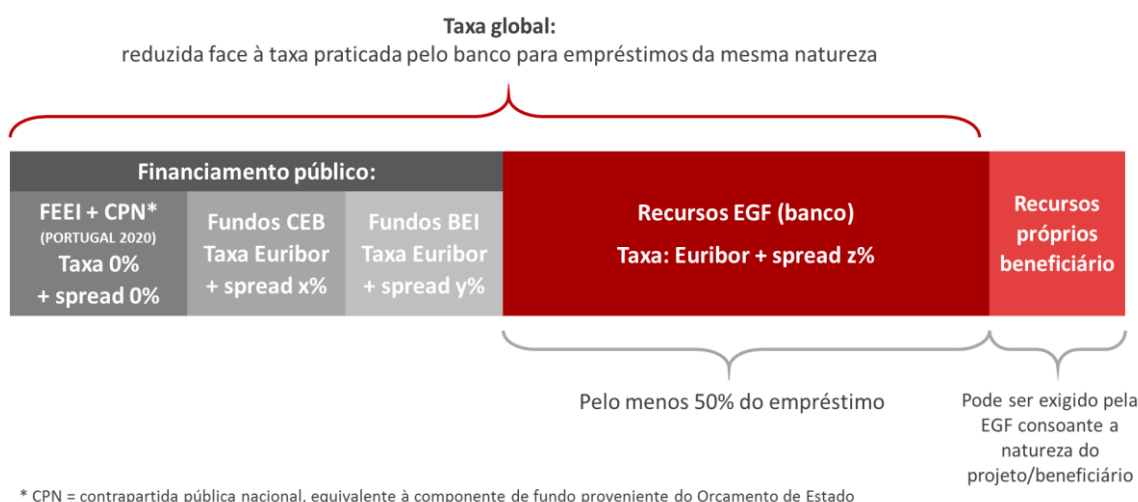 Taxa global:
reduzida face à taxa praticada pelo banco para empréstimos da mesma natureza
Financiamento público:
FEEI + CPN*
(PORTUGAL 2020)
Taxa 0%
+ spread 0%
Fundos CEB
Taxa Euribor
+ spread x%
Fundos BEI
Taxa Euribor
+ spread y%
Recursos EGF (banco)
Taxa: Euribor + spread z%
Recursos
próprios
beneficiário
Pelo menos 50% do empréstimo
Pode ser exigido pela
EGF consoante a
natureza do
projeto/beneficiário
* CPN = contrapartida pública nacional, equivalente à componente de fundo proveniente do Orçamento de Estado